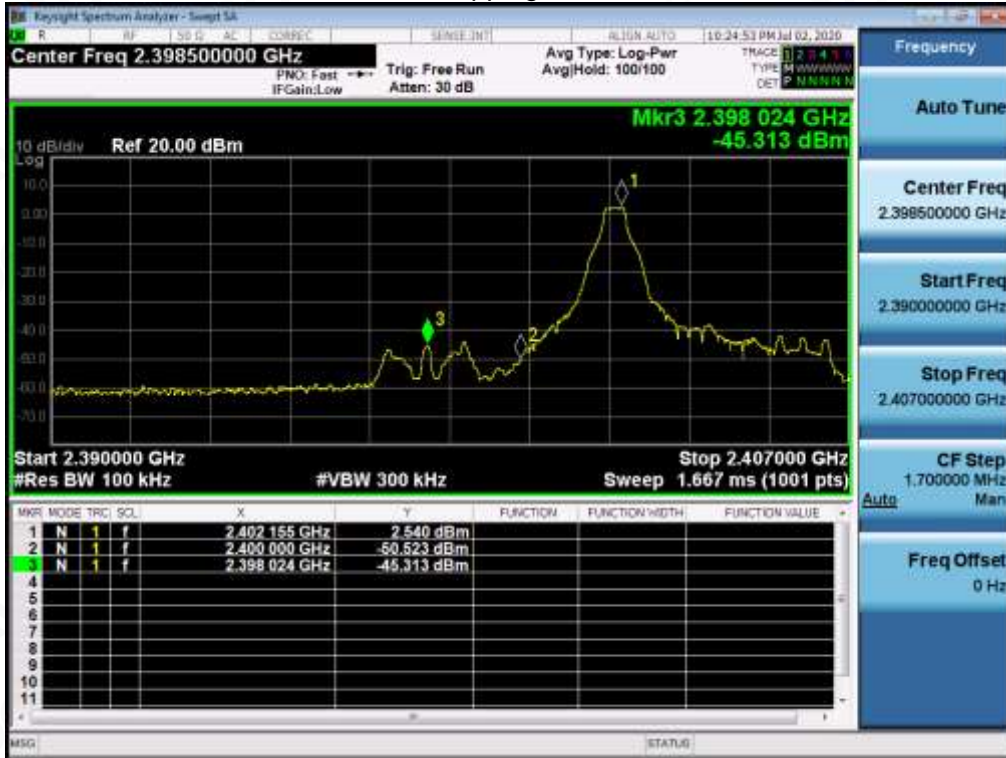 Keysight Spectrum Analyzer - Swept SA
R RF 50 Ω AC CORREC SENSE:INT ALIGN AUTO 10:24:53 PM Jul 02, 2020
Center Freq 2.398500000 GHz
PNO: Fast
IFGain:Low
Trig: Free Run
Atten: 30 dB
Avg Type: Log-Pwr
Avg|Hold: 100/100
TRACE 1 2 3 4 5 6
TYPE M WWWWW
DET P NNNNN
Mkr3 2.398 024 GHz
-45.313 dBm
10 dB/div Ref 20.00 dBm
Log
10.0
0.00
-10.0
-20.0
-30.0
-40.0
-50.0
-60.0
-70.0
1
2
3
Start 2.390000 GHz
Stop 2.407000 GHz
#Res BW 100 kHz
#VBW 300 kHz
Sweep 1.667 ms (1001 pts)
MKR MODE TRC SCL X Y FUNCTION FUNCTION WIDTH FUNCTION VALUE
1 N 1 f 2.402 155 GHz 2.540 dBm
2 N 1 f 2.400 000 GHz -50.523 dBm
3 N 1 f 2.398 024 GHz -45.313 dBm
4
5
6
7
8
9
10
11
MSG STATUS
Frequency
Auto Tune
Center Freq
2.398500000 GHz
Start Freq
2.390000000 GHz
Stop Freq
2.407000000 GHz
CF Step
1.700000 MHz
Auto Man
Freq Offset
0 Hz